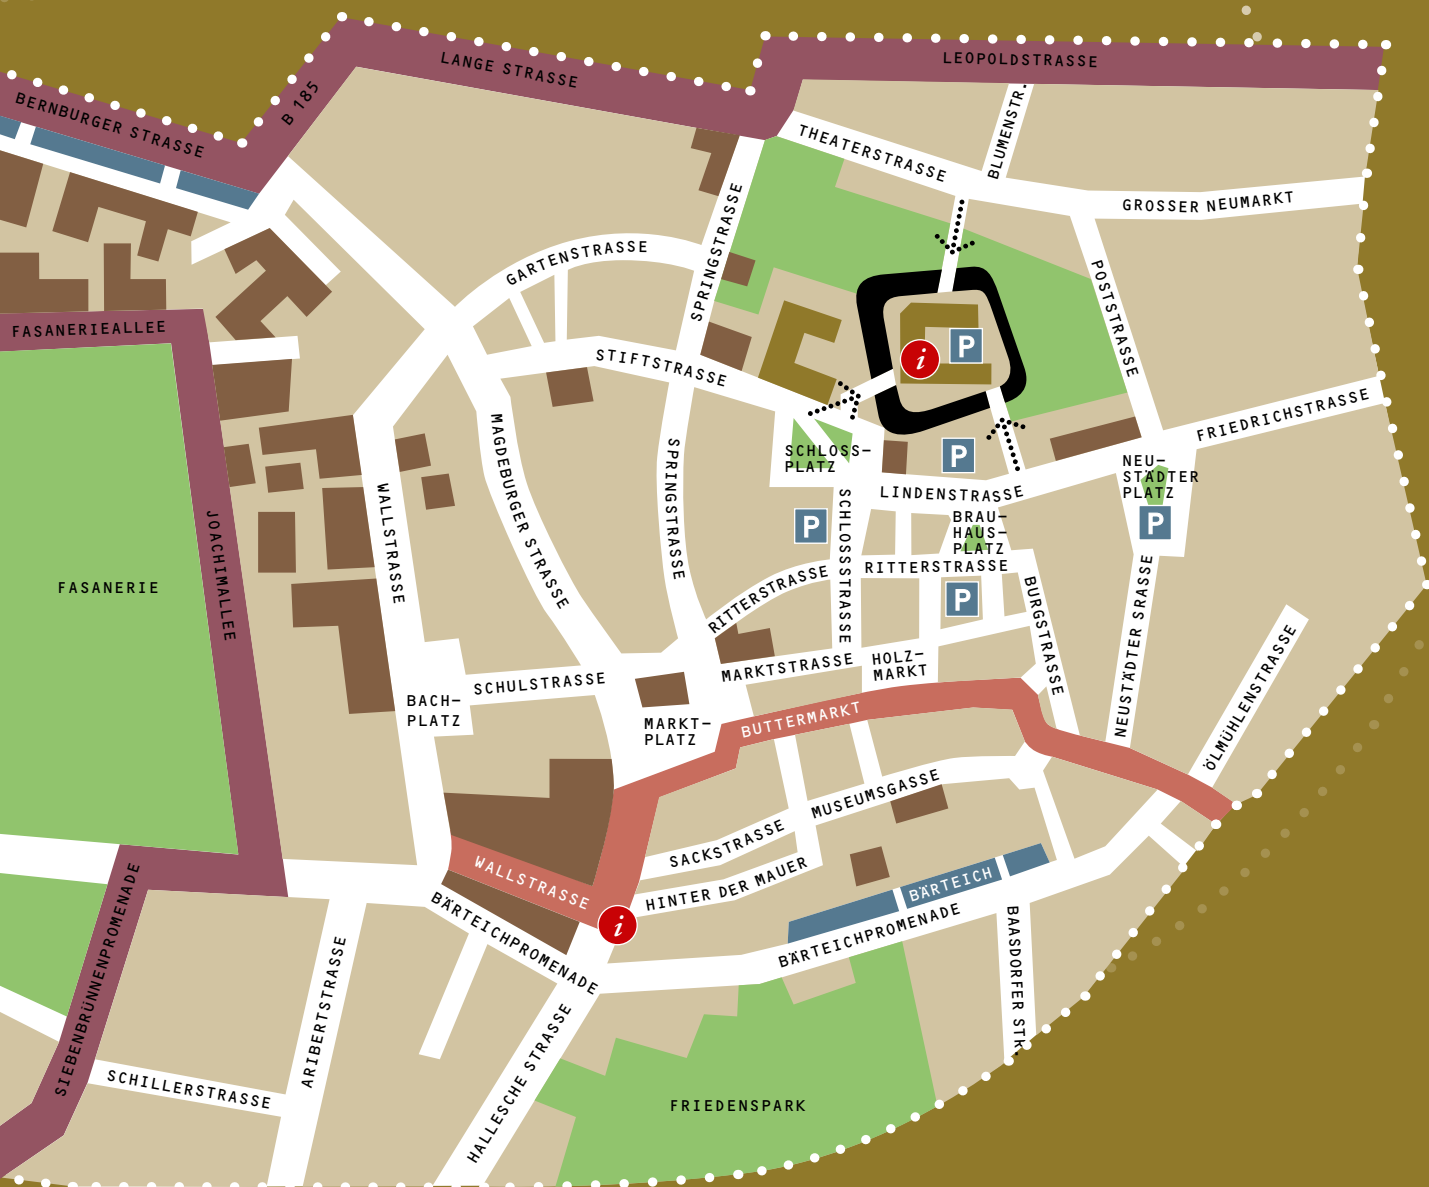 LEOPOLDSTRASSE
LANGE STRASSE
B 185
BERNBURGER STRASSE
BLUMENSTR.
THEATERSTRASSE
GROSSER NEUMARKT
SPRINGSTRASSE
GARTENSTRASSE
POSTSTRASSE
FASANERIEALLEE
i
P
STIFTSTRASSE
FRIEDRICHSTRASSE
MAGDEBURGER STRASSE
SPRINGSTRASSE
SCHLOSS-
PLATZ
P
NEU-
STÄDTER
PLATZ
WALLSTRASSE
LINDENSTRASSE
SCHLOSSSTRASSE
P
BRAU-
HAUS-
PLATZ
P
JOACHIMALLEE
RITTERSTRASSE
RITTERSTRASSE
FASANERIE
P
BURGSTRASSE
NEUSTÄDTER SRASSE
ÖLMÜHLENSTRASSE
MARKTSTRASSE
HOLZ-
MARKT
SCHULSTRASSE
BACH-
PLATZ
MARKT-
PLATZ
BUTTERMARKT
MUSEUMSGASSE
SACKSTRASSE
WALLSTRASSE
HINTER DER MAUER
BÄRTEICH
i
BÄRTEICHPROMENADE
BÄRTEICHPROMENADE
BAASDORFER STR.
SIEBENBRÜNNENPROMENADE
ARIBERTSTRASSE
HALLESCHE STRASSE
SCHILLERSTRASSE
FRIEDENSPARK